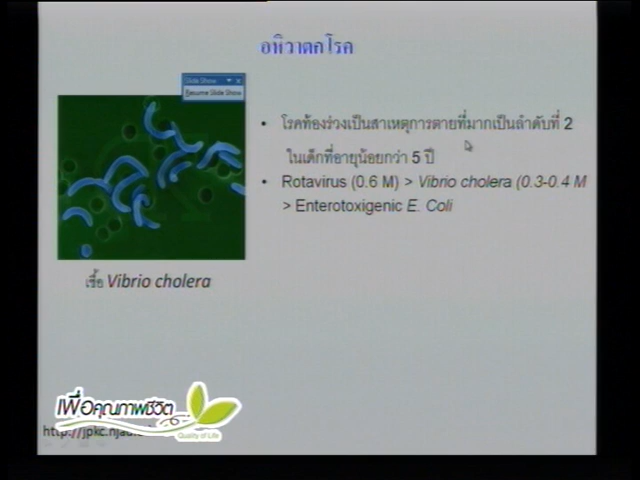 อหิวาตกโรค
Slide Show
Resume Slide Show
• โรคท้องร่วงเป็นสาเหตุการตายที่มากเป็นลำดับที่ 2
ในเด็กที่อายุน้อยกว่า 5 ปี
• Rotavirus (0.6 M) > Vibrio cholera (0.3-0.4 M
> Enterotoxigenic E. Coli
เชื้อ Vibrio cholera
เพื่อคุณภาพชีวิต
Quality of Life
http://jpkc.njau.